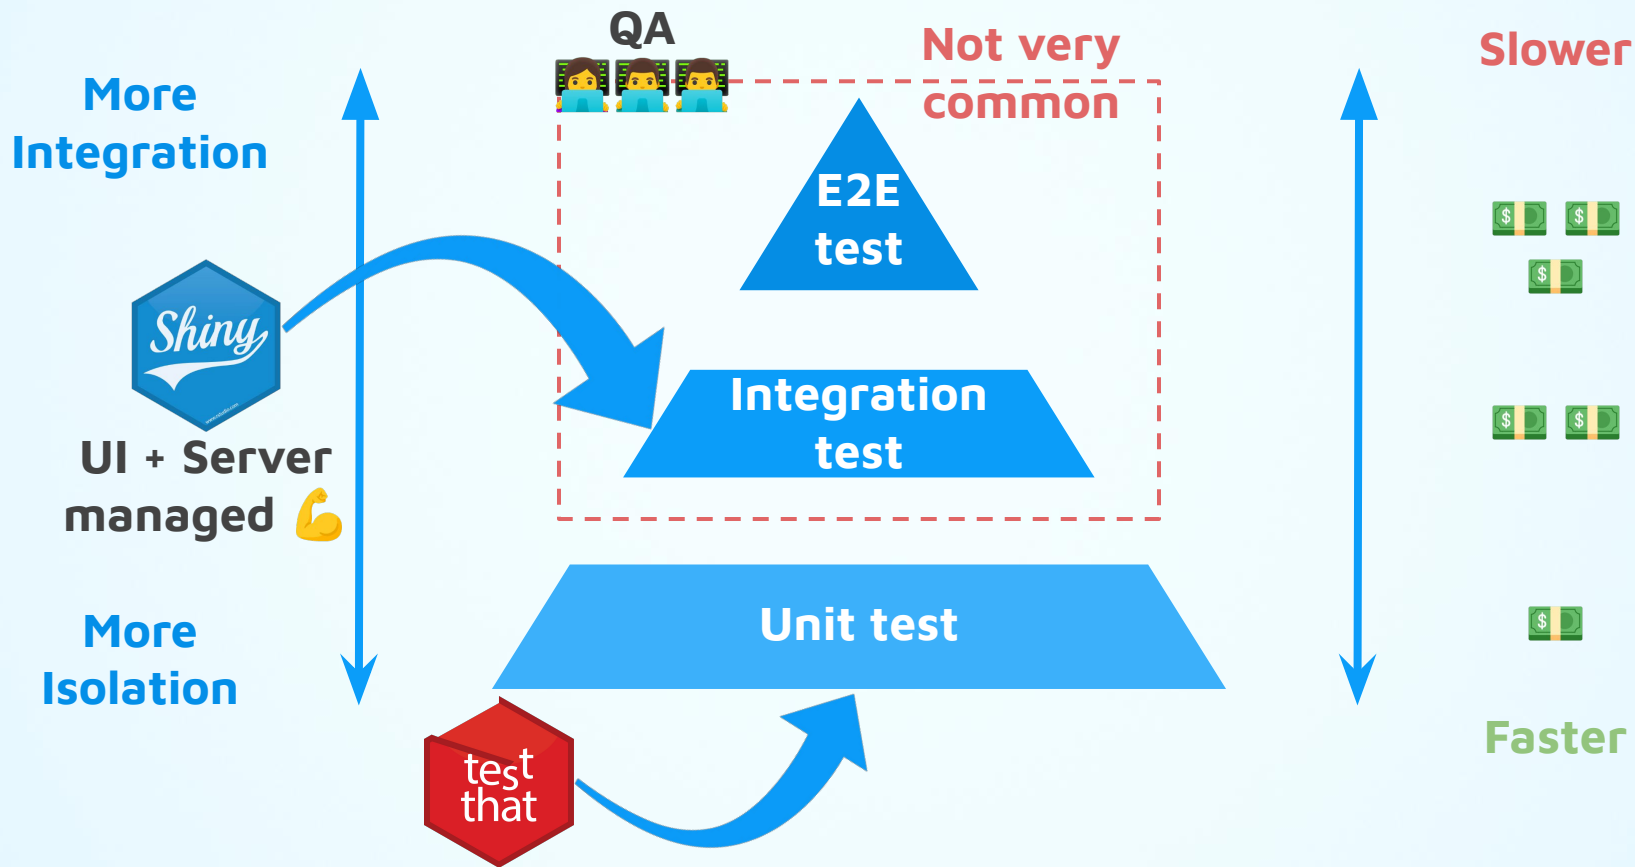 QA
Not very
common
Slower
More
Integration
E2E
test
Shiny
Integration
test
UI + Server
managed 💪
More
Isolation
Unit test
Faster
test
that